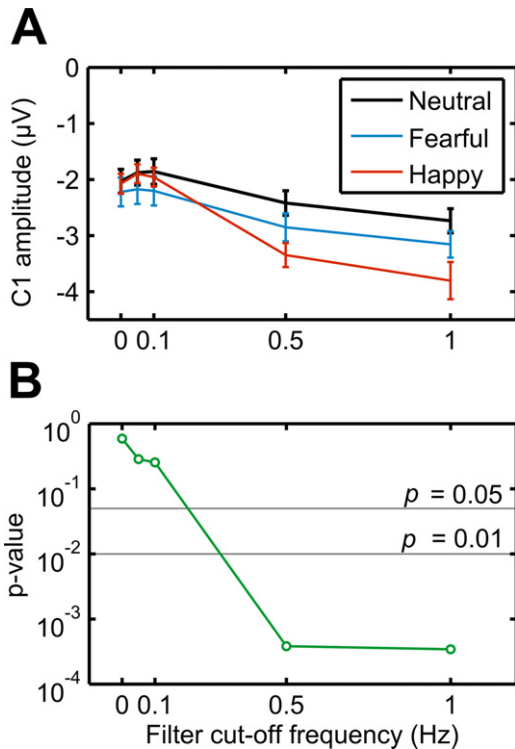 A
C1 amplitude (μV)
0
-1
-2
-3
-4
Neutral
Fearful
Happy
0 0.1 0.5 1
B
p-value
10^0
10^-1
10^-2
10^-3
10^-4
p = 0.05
p = 0.01
0 0.1 0.5 1
Filter cut-off frequency (Hz)